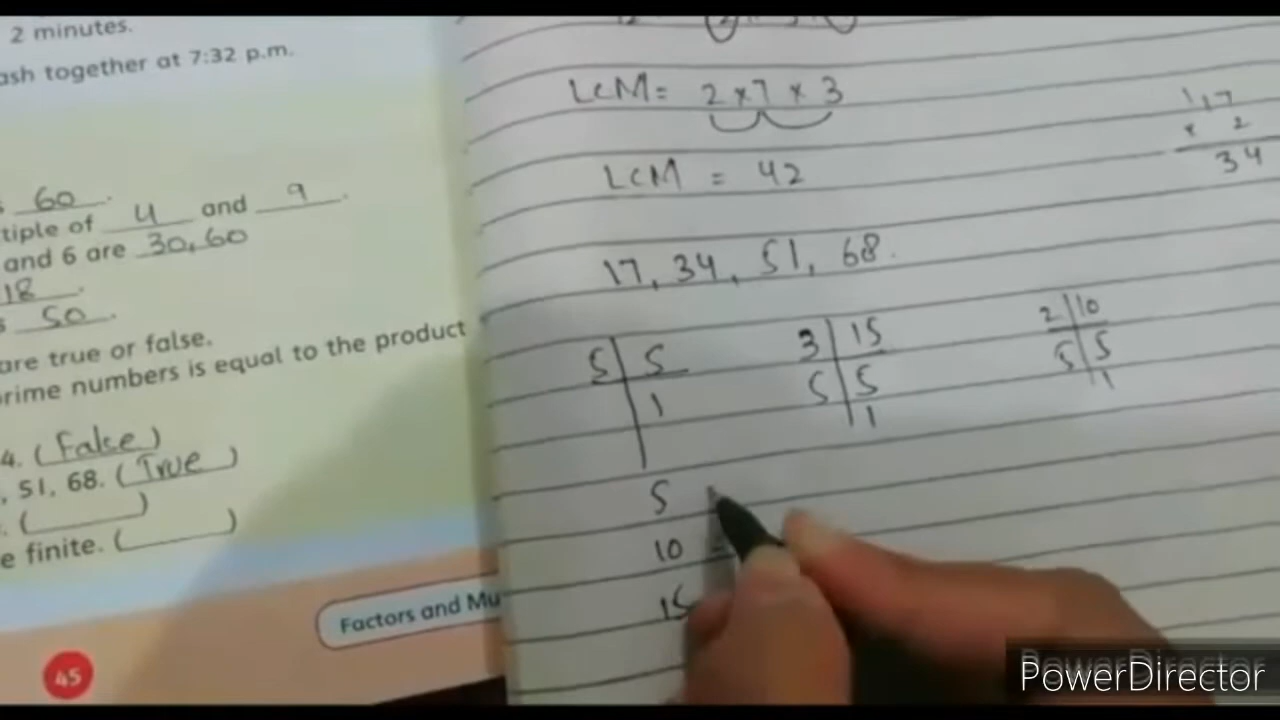 2 minutes.
ash together at 7:32 p.m.
s 60.
tiple of 4 and 9.
and 6 are 30, 60
18.
s 50.
are true or false.
rime numbers is equal to the product
4. (False)
, 51, 68. (True)
. ( )
e finite. ( )
Factors and Mu
45
LCM = 2 × 7 × 3
LCM = 42
17
× 2
34
17, 34, 51, 68.
5 | 5
1
3 | 15
5 | 5
1
2 | 10
5 | 5
1
5
10 =
15
PowerDirector